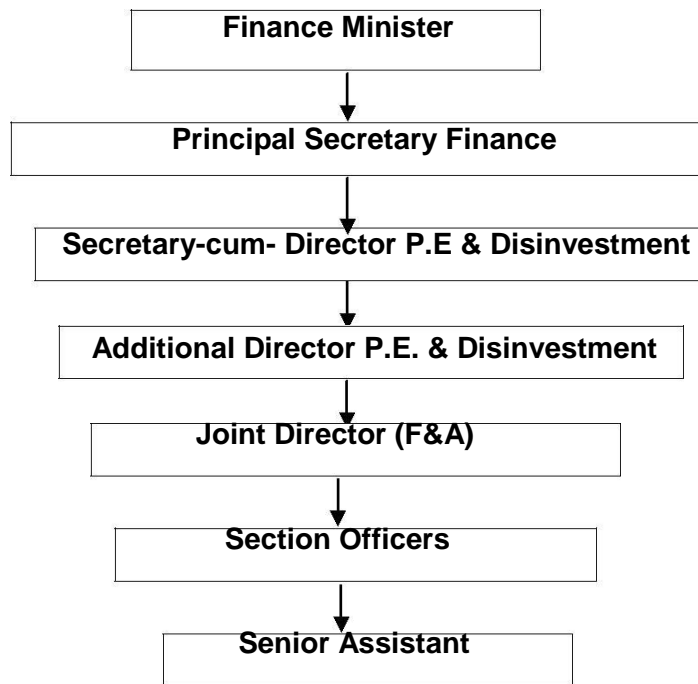 Finance Minister
Principal Secretary Finance
Secretary-cum- Director P.E & Disinvestment
Additional Director P.E. & Disinvestment
Joint Director (F&A)
Section Officers
Senior Assistant